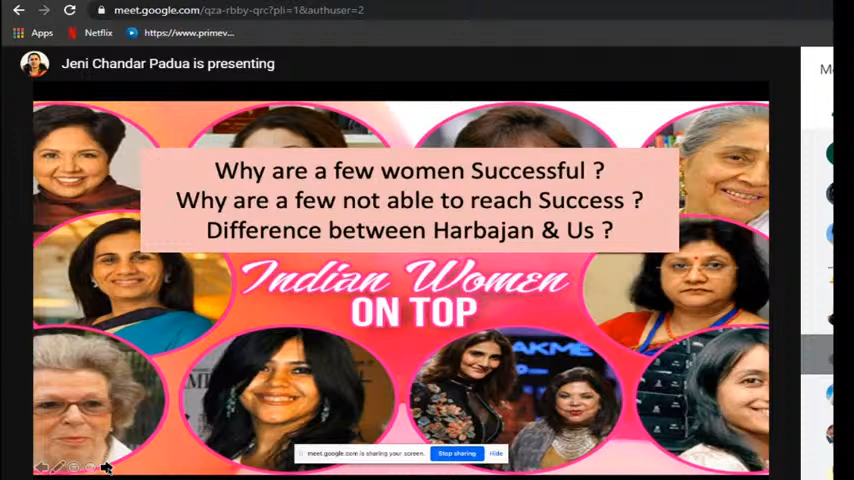 meet.google.com/qza-rbby-qrc?pli=1&authuser=2
Apps Netflix https://www.primev...
Jeni Chandar Padua is presenting
Why are a few women Successful ?
Why are a few not able to reach Success ?
Difference between Harbajan & Us ?
Indian Women
ON TOP
AKME
meet.google.com is sharing your screen. Stop sharing Hide